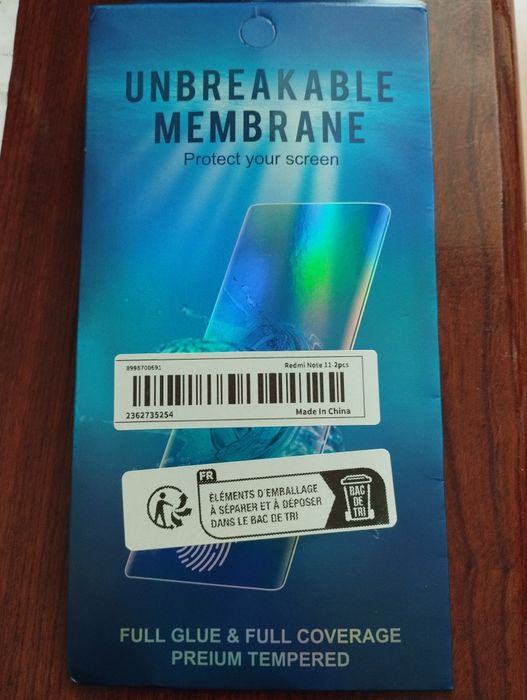 UNBREAKABLE
MEMBRANE
Protect your screen
8998700691
Redmi Note 11-2pcs
2362735254
Made In China
FR
ÉLÉMENTS D'EMBALLAGE
À SÉPARER ET À DÉPOSER
DANS LE BAC DE TRI
BAC
DE
TRI
FULL GLUE & FULL COVERAGE
PREIUM TEMPERED